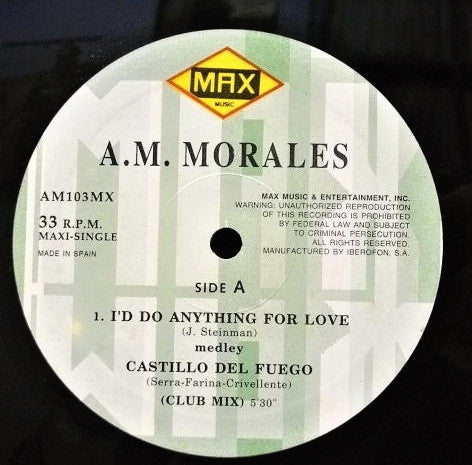 MAX
MUSIC
A.M. MORALES
AM103MX
33 R.P.M.
MAXI-SINGLE
MADE IN SPAIN
MAX MUSIC & ENTERTAINMENT, INC.
WARNING: UNAUTHORIZED REPRODUCTION
OF THIS RECORDING IS PROHIBITED
BY FEDERAL LAW AND SUBJECT
TO CRIMINAL PERSECUTION.
ALL RIGHTS RESERVED.
MANUFACTURED BY IBEROFON, S.A.
SIDE A
1. I'D DO ANYTHING FOR LOVE
(J. Steinman)
medley
CASTILLO DEL FUEGO
(Serra-Farina-Crivellente)
(CLUB MIX) 5'30"